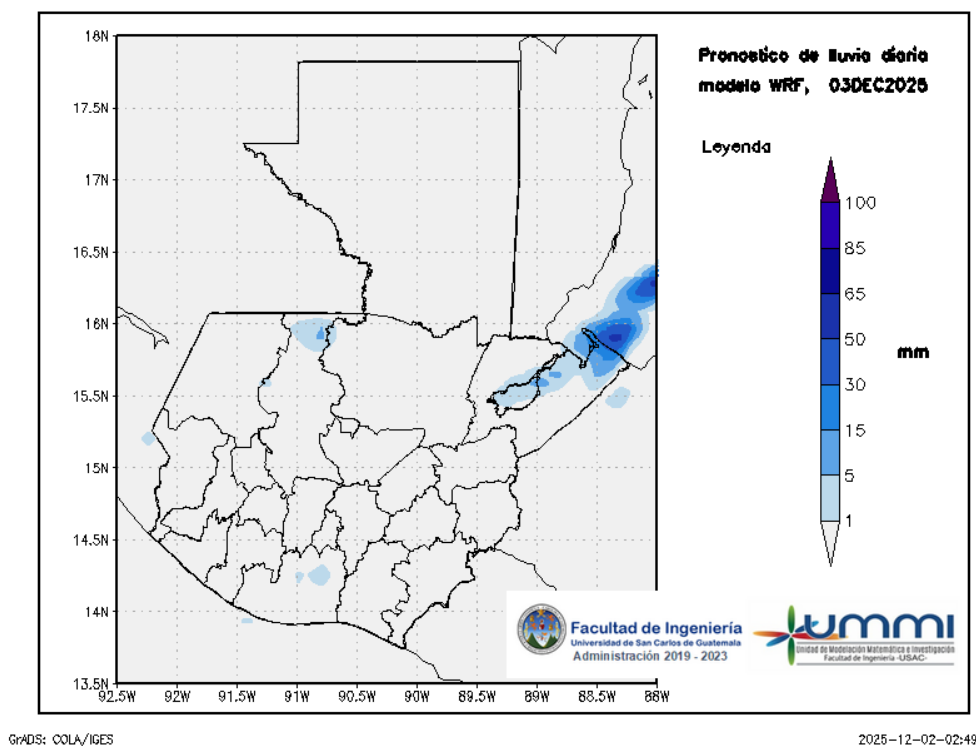 Pronostico de lluvia diaria
modelo WRF, 03DEC2025
Leyenda
100
85
65
50
30
15
5
1
mm
18N
17.5N
17N
16.5N
16N
15.5N
15N
14.5N
14N
13.5N
92.5W 92W 91.5W 91W 90.5W 90W 89.5W 89W 88.5W 88W
Facultad de Ingeniería
Universidad de San Carlos de Guatemala
Administración 2019 - 2023
UMMI
Unidad de Modelación Matemática e Investigación
Facultad de Ingeniería -USAC-
GrADS: COLA/IGES
2025-12-02-02:49